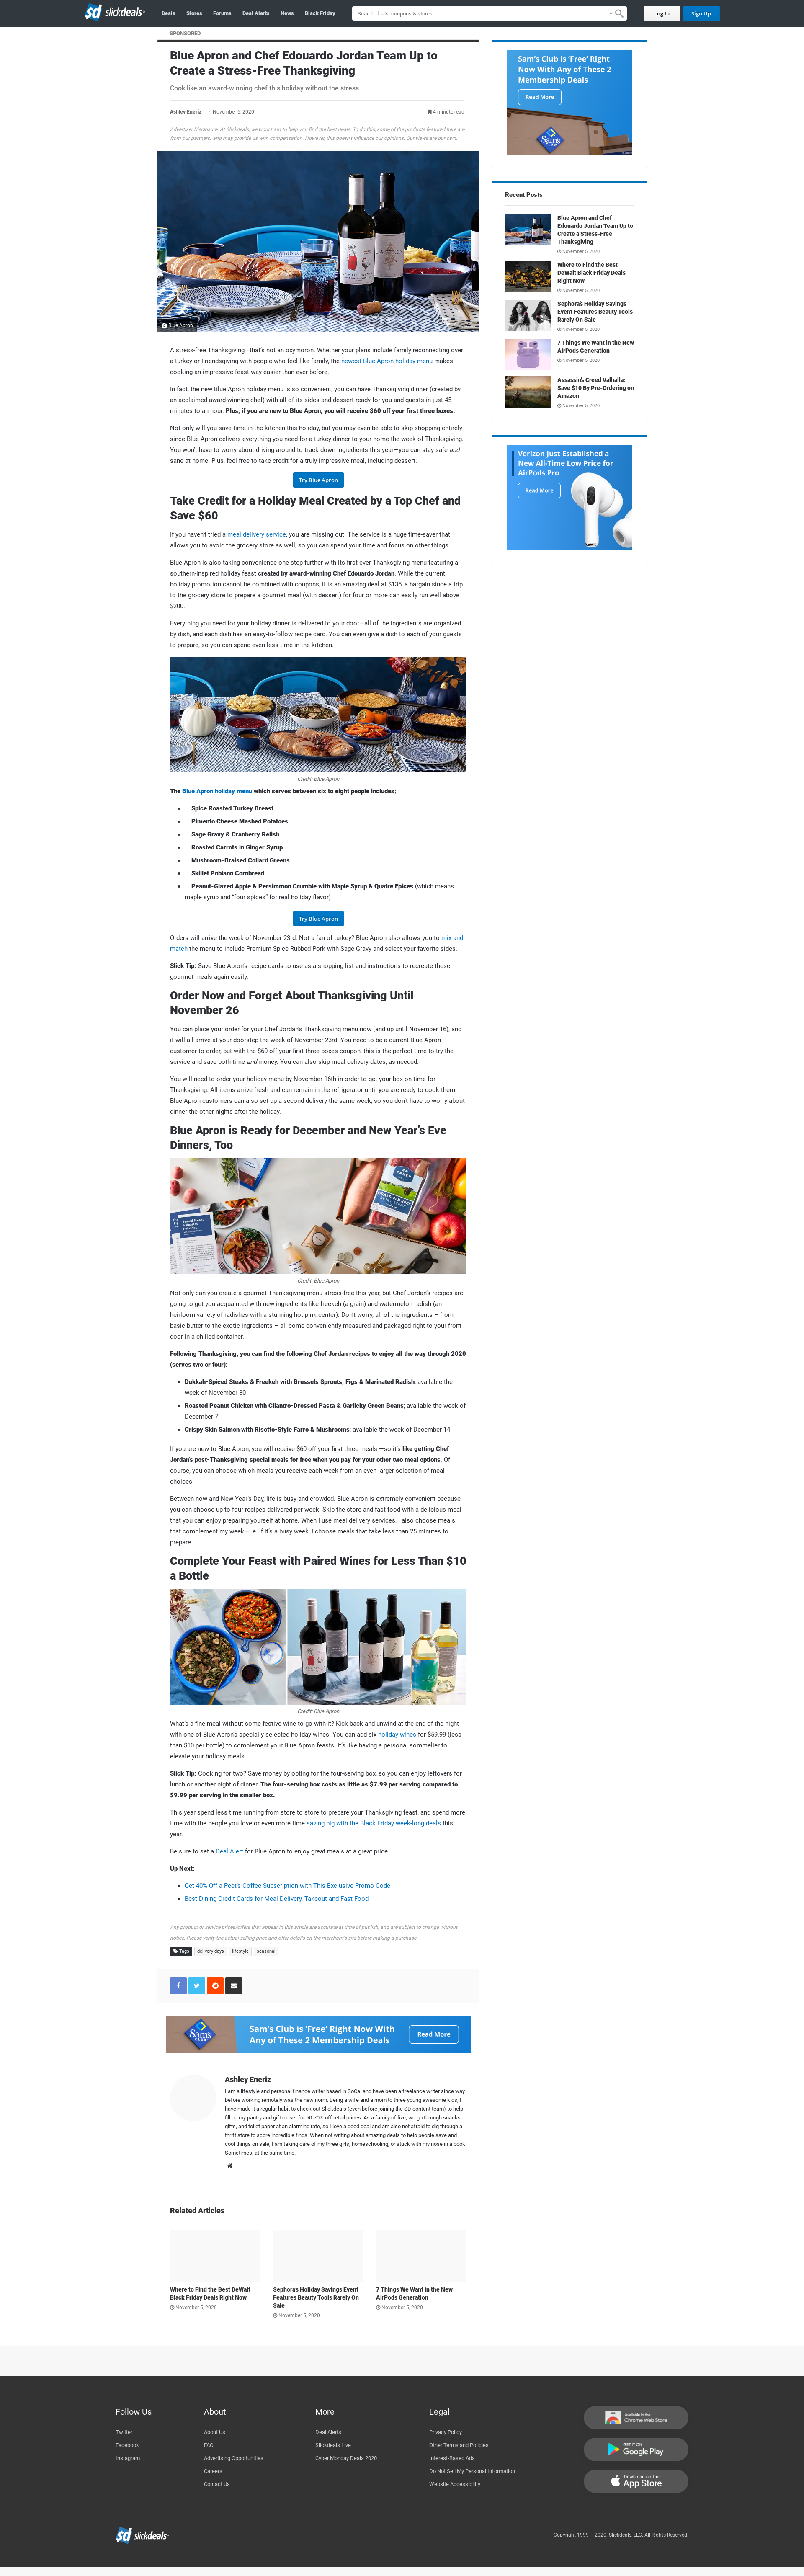 slickdeals
Deals Stores Forums Deal Alerts News Black Friday
Search deals, coupons & stores
Log In Sign Up
SPONSORED
Blue Apron and Chef Edouardo Jordan Team Up to
Create a Stress-Free Thanksgiving
Cook like an award-winning chef this holiday without the stress.
Ashley Eneriz · November 5, 2020 4 minute read
Advertiser Disclosure: At Slickdeals, we work hard to help you find the best deals. To do this, some of the products featured here are
from our partners, who may provide us with compensation. However, this doesn't influence our opinions. Our views are our own.
Blue Apron
A stress-free Thanksgiving—that's not an oxymoron. Whether your plans include family reconnecting over
a turkey or Friendsgiving with people who feel like family, the newest Blue Apron holiday menu makes
cooking an impressive feast way easier than ever before.
In fact, the new Blue Apron holiday menu is so convenient, you can have Thanksgiving dinner (created by
an acclaimed award-winning chef) with all of its sides and a dessert ready for you and guests in just 45
minutes to an hour. Plus, if you are new to Blue Apron, you will receive $60 off your first three boxes.
Not only will you save time in the kitchen this holiday, but you may even be able to skip shopping entirely
since Blue Apron delivers everything you need for a turkey dinner to your home the week of Thanksgiving.
You won't have to worry about driving around to track down ingredients this year—you can stay safe and
sane at home. Plus, feel free to take credit for a truly impressive meal, including dessert.
Try Blue Apron
Take Credit for a Holiday Meal Created by a Top Chef and
Save $60
If you haven't tried a meal delivery service, you are missing out. The service is a huge time-saver that
allows you to avoid the grocery store as well, so you can spend your time and focus on other things.
Blue Apron is also taking convenience one step further with its first-ever Thanksgiving menu featuring a
southern-inspired holiday feast created by award-winning Chef Edouardo Jordan. While the current
holiday promotion cannot be combined with coupons, it is an amazing deal at $135, a bargain since a trip
to the grocery store to prepare a gourmet meal (with dessert) for four or more can easily run well above
$200.
Everything you need for your holiday dinner is delivered to your door—all of the ingredients are organized
by dish, and each dish has an easy-to-follow recipe card. You can even give a dish to each of your guests
to prepare, so you can spend even less time in the kitchen.
Credit: Blue Apron
The Blue Apron holiday menu which serves between six to eight people includes:
• Spice Roasted Turkey Breast
• Pimento Cheese Mashed Potatoes
• Sage Gravy & Cranberry Relish
• Roasted Carrots in Ginger Syrup
• Mushroom-Braised Collard Greens
• Skillet Poblano Cornbread
• Peanut-Glazed Apple & Persimmon Crumble with Maple Syrup & Quatre Épices (which means
maple syrup and "four spices" for real holiday flavor)
Try Blue Apron
Orders will arrive the week of November 23rd. Not a fan of turkey? Blue Apron also allows you to mix and
match the menu to include Premium Spice-Rubbed Pork with Sage Gravy and select your favorite sides.
Slick Tip: Save Blue Apron's recipe cards to use as a shopping list and instructions to recreate these
gourmet meals again easily.
Order Now and Forget About Thanksgiving Until
November 26
You can place your order for your Chef Jordan's Thanksgiving menu now (and up until November 16), and
it will all arrive at your doorstep the week of November 23rd. You need to be a current Blue Apron
customer to order, but with the $60 off your first three boxes coupon, this is the perfect time to try the
service and save both time and money. You can also skip meal delivery dates, as needed.
You will need to order your holiday menu by November 16th in order to get your box on time for
Thanksgiving. All items arrive fresh and can remain in the refrigerator until you are ready to cook them.
Blue Apron customers can also set up a second delivery the same week, so you don't have to worry about
dinner the other nights after the holiday.
Blue Apron is Ready for December and New Year's Eve
Dinners, Too
Credit: Blue Apron
Not only can you create a gourmet Thanksgiving menu stress-free this year, but Chef Jordan's recipes are
going to get you acquainted with new ingredients like freekeh (a grain) and watermelon radish (an
heirloom variety of radishes with a stunning hot pink center). Don't worry, all of the ingredients – from
basic butter to the exotic ingredients – all come conveniently measured and packaged right to your front
door in a chilled container.
Following Thanksgiving, you can find the following Chef Jordan recipes to enjoy all the way through 2020
(serves two or four):
• Dukkah-Spiced Steaks & Freekeh with Brussels Sprouts, Figs & Marinated Radish; available the
week of November 30
• Roasted Peanut Chicken with Cilantro-Dressed Pasta & Garlicky Green Beans, available the week of
December 7
• Crispy Skin Salmon with Risotto-Style Farro & Mushrooms; available the week of December 14
If you are new to Blue Apron, you will receive $60 off your first three meals —so it's like getting Chef
Jordan's post-Thanksgiving special meals for free when you pay for your other two meal options. Of
course, you can choose which meals you receive each week from an even larger selection of meal
choices.
Between now and New Year's Day, life is busy and crowded. Blue Apron is extremely convenient because
you can choose up to four recipes delivered per week. Skip the store and fast-food with a delicious meal
that you can enjoy preparing yourself at home. When I use meal delivery services, I also choose meals
that complement my week—i.e. if it's a busy week, I choose meals that take less than 25 minutes to
prepare.
Complete Your Feast with Paired Wines for Less Than $10
a Bottle
Credit: Blue Apron
What's a fine meal without some festive wine to go with it? Kick back and unwind at the end of the night
with one of Blue Apron's specially selected holiday wines. You can add six holiday wines for $59.99 (less
than $10 per bottle) to complement your Blue Apron feasts. It's like having a personal sommelier to
elevate your holiday meals.
Slick Tip: Cooking for two? Save money by opting for the four-serving box, so you can enjoy leftovers for
lunch or another night of dinner. The four-serving box costs as little as $7.99 per serving compared to
$9.99 per serving in the smaller box.
This year spend less time running from store to store to prepare your Thanksgiving feast, and spend more
time with the people you love or even more time saving big with the Black Friday week-long deals this
year.
Be sure to set a Deal Alert for Blue Apron to enjoy great meals at a great price.
Up Next:
• Get 40% Off a Peet's Coffee Subscription with This Exclusive Promo Code
• Best Dining Credit Cards for Meal Delivery, Takeout and Fast Food
Any product or service prices/offers that appear in this article are accurate at time of publish, and are subject to change without
notice. Please verify the actual selling price and offer details on the merchant's site before making a purchase.
Tags delivery-days lifestyle seasonal
Sam's Club
Sam's Club is 'Free' Right Now With
Any of These 2 Membership Deals
Read More
Ashley Eneriz
I am a lifestyle and personal finance writer based in SoCal and have been a freelance writer since way
before working remotely was the new norm. Being a wife and a mom to three young awesome kids, I
have made it a regular habit to check out Slickdeals (even before joining the SD content team) to help
fill up my pantry and gift closet for 50-70% off retail prices. As a family of five, we go through snacks,
gifts, and toilet paper at an alarming rate, so I love a good deal and am also not afraid to dig through a
thrift store to score incredible finds. When not writing about amazing deals to help people save and
cool things on sale, I am taking care of my three girls, homeschooling, or stuck with my nose in a book.
Sometimes, at the same time.
Related Articles
Where to Find the Best DeWalt
Black Friday Deals Right Now
November 5, 2020
Sephora's Holiday Savings Event
Features Beauty Tools Rarely On
Sale
November 5, 2020
7 Things We Want in the New
AirPods Generation
November 5, 2020
Sam's Club is 'Free' Right
Now With Any of These 2
Membership Deals
Read More
Sam's Club
Recent Posts
Blue Apron and Chef
Edouardo Jordan Team Up to
Create a Stress-Free
Thanksgiving
November 5, 2020
Where to Find the Best
DeWalt Black Friday Deals
Right Now
November 5, 2020
Sephora's Holiday Savings
Event Features Beauty Tools
Rarely On Sale
November 5, 2020
7 Things We Want in the New
AirPods Generation
November 5, 2020
Assassin's Creed Valhalla:
Save $10 By Pre-Ordering on
Amazon
November 5, 2020
Verizon Just Established a
New All-Time Low Price for
AirPods Pro
Read More
Follow Us
Twitter
Facebook
Instagram
About
About Us
FAQ
Advertising Opportunities
Careers
Contact Us
More
Deal Alerts
Slickdeals Live
Cyber Monday Deals 2020
Legal
Privacy Policy
Other Terms and Policies
Interest-Based Ads
Do Not Sell My Personal Information
Website Accessibility
Available in the
Chrome Web Store
GET IT ON
Google Play
Download on the
App Store
slickdeals
Copyright 1999 – 2020. Slickdeals, LLC. All Rights Reserved.